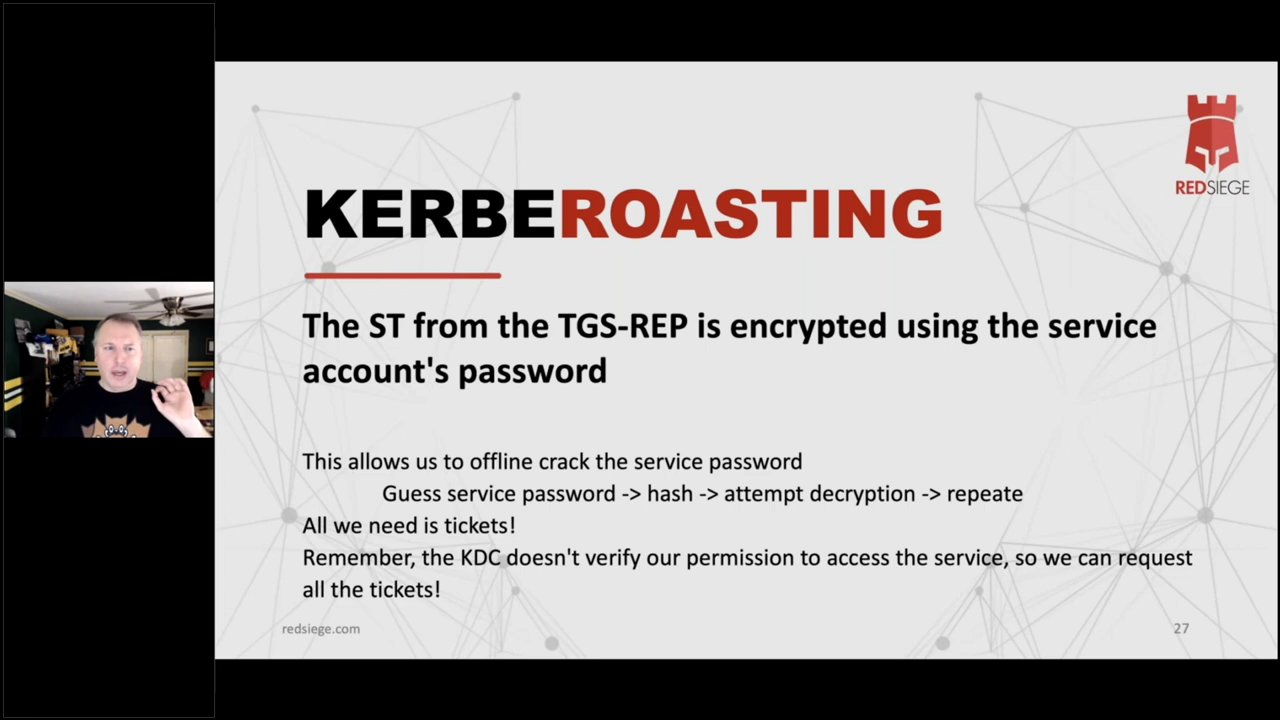 REDSIEGE
KERBEROASTING
The ST from the TGS-REP is encrypted using the service
account's password
This allows us to offline crack the service password
Guess service password -> hash -> attempt decryption -> repeate
All we need is tickets!
Remember, the KDC doesn't verify our permission to access the service, so we can request
all the tickets!
redsiege.com
27